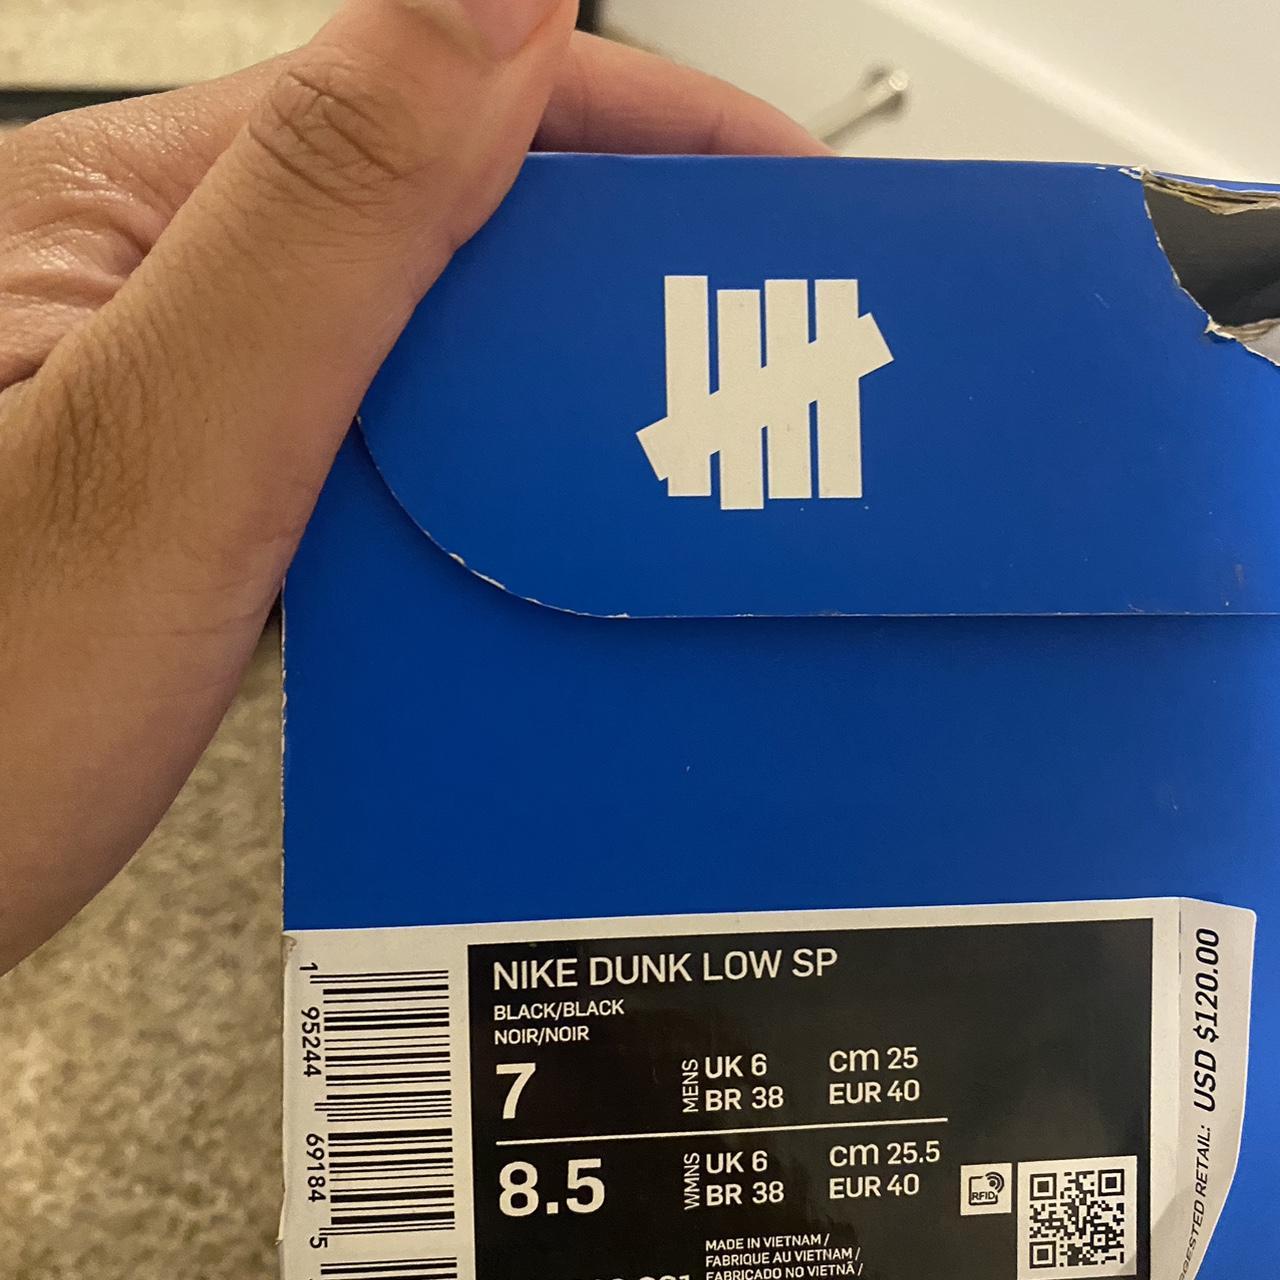 NIKE DUNK LOW SP
BLACK/BLACK
NOIR/NOIR
7
MENS
UK 6
BR 38
cm 25
EUR 40
8.5
WMNS
UK 6
BR 38
cm 25.5
EUR 40
RFID
MADE IN VIETNAM /
FABRIQUE AU VIETNAM /
FABRICADO NO VIETNÃ /
1 95244 69184 5
RETAIL: USD $120.00